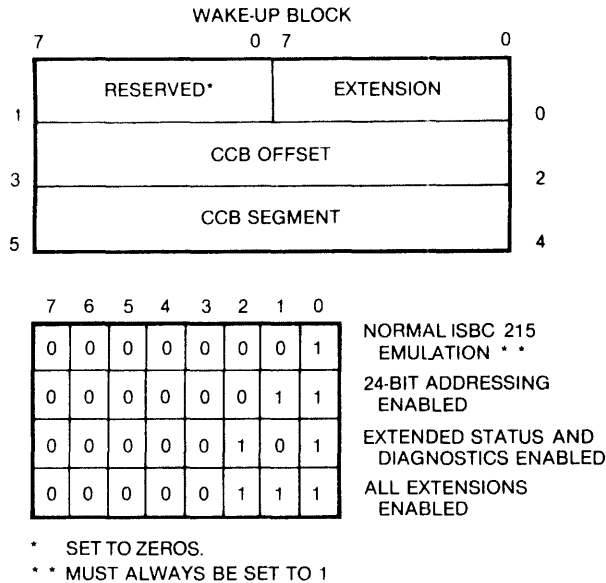 WAKE-UP BLOCK
7 0 7 0
RESERVED* EXTENSION
1 0
CCB OFFSET
3 2
CCB SEGMENT
5 4
7 6 5 4 3 2 1 0
0 0 0 0 0 0 0 1 NORMAL ISBC 215
EMULATION * *
0 0 0 0 0 0 1 1 24-BIT ADDRESSING
ENABLED
0 0 0 0 0 1 0 1 EXTENDED STATUS AND
DIAGNOSTICS ENABLED
0 0 0 0 0 1 1 1 ALL EXTENSIONS
ENABLED
* SET TO ZEROS.
* * MUST ALWAYS BE SET TO 1